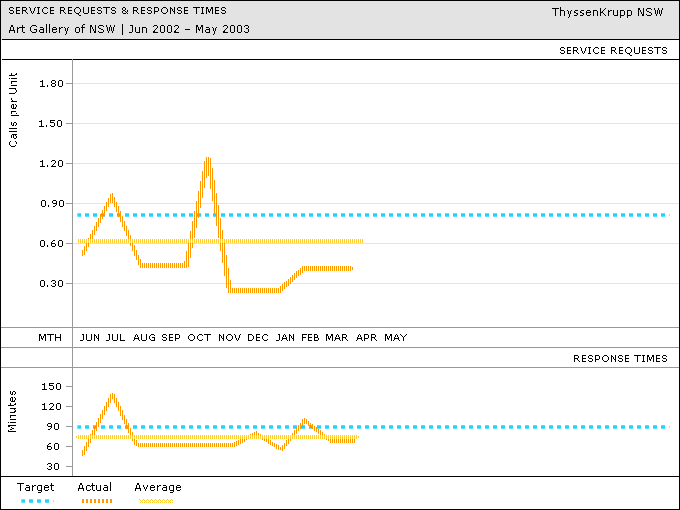 SERVICE REQUESTS & RESPONSE TIMES
ThyssenKrupp NSW
Art Gallery of NSW | Jun 2002 – May 2003
SERVICE REQUESTS
Calls per Unit
1.80
1.50
1.20
0.90
0.60
0.30
MTH JUN JUL AUG SEP OCT NOV DEC JAN FEB MAR APR MAY
RESPONSE TIMES
Minutes
150
120
90
60
30
Target Actual Average